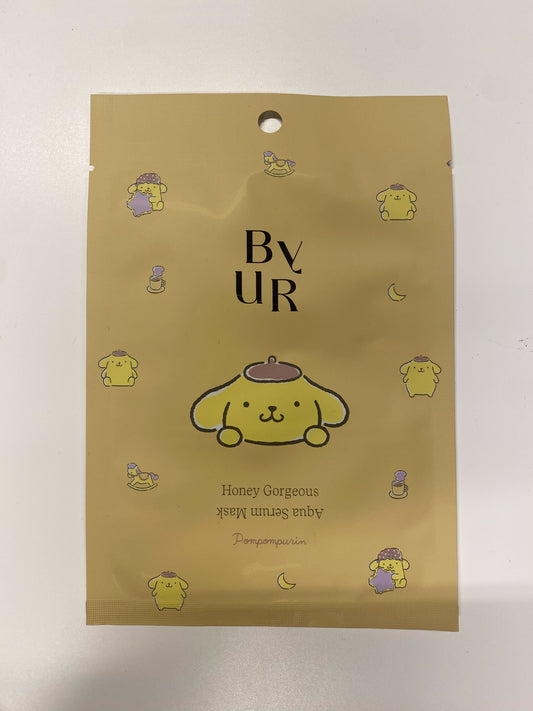 By
UR
Honey Gorgeous
Aqua Serum Mask
Pompompurin